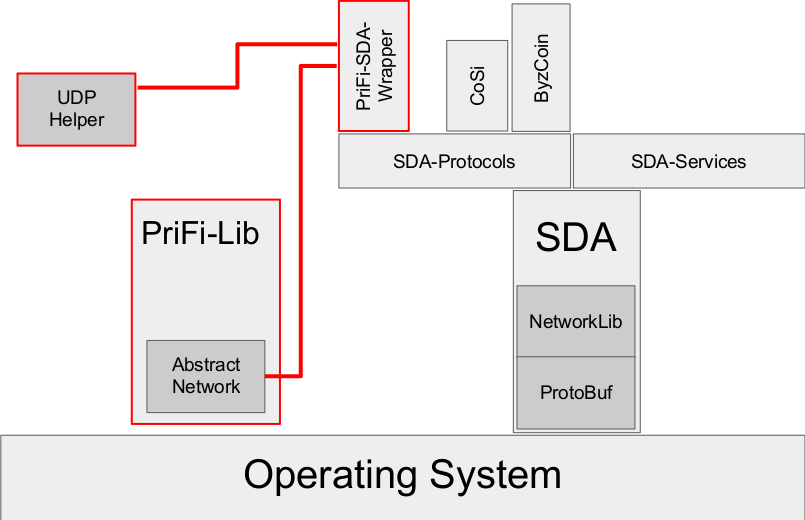 PriFi-SDA-
Wrapper
CoSi
ByzCoin
UDP
Helper
SDA-Protocols
SDA-Services
PriFi-Lib
SDA
NetworkLib
Abstract
Network
ProtoBuf
Operating System